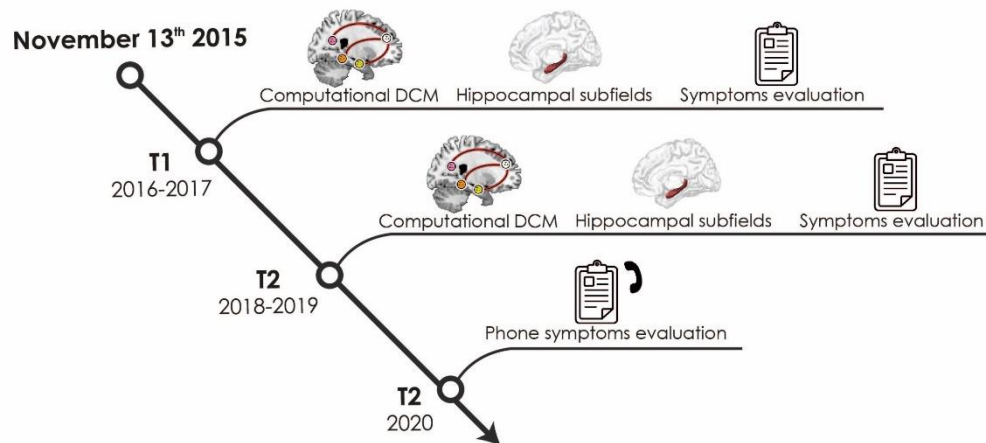 November 13th 2015
Computational DCM
Hippocampal subfields
Symptoms evaluation
T1
2016-2017
Computational DCM
Hippocampal subfields
Symptoms evaluation
T2
2018-2019
Phone symptoms evaluation
T2
2020